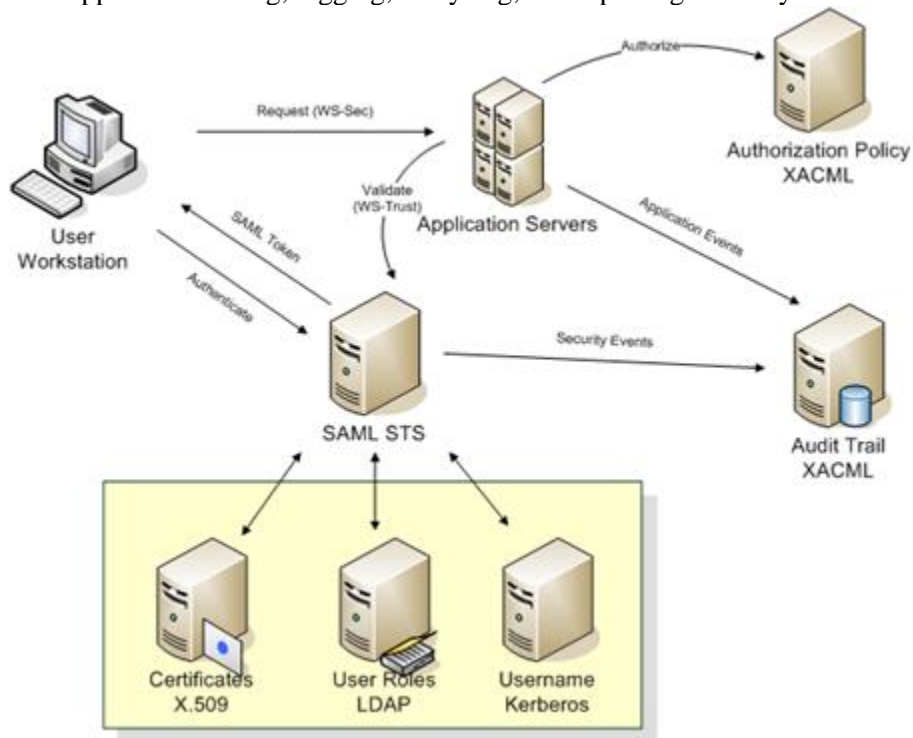 Authorize
Request (WS-Sec)
Authorization Policy
XACML
Validate
(WS-Trust)
Application Servers
User
Workstation
SAML Token
Application Events
Authenticate
Security Events
SAML STS
Audit Trail
XACML
Certificates
X.509
User Roles
LDAP
Username
Kerberos